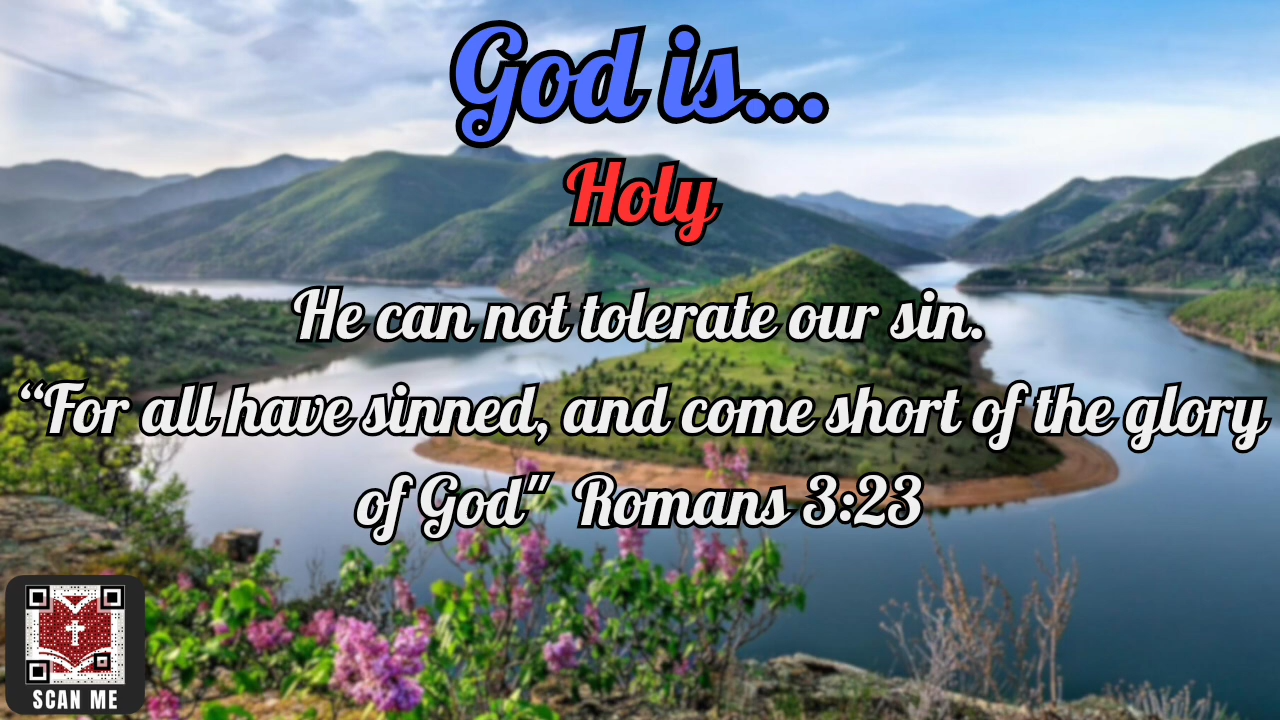 God is...
Holy
He can not tolerate our sin.
“For all have sinned, and come short of the glory
of God" Romans 3:23
SCAN ME